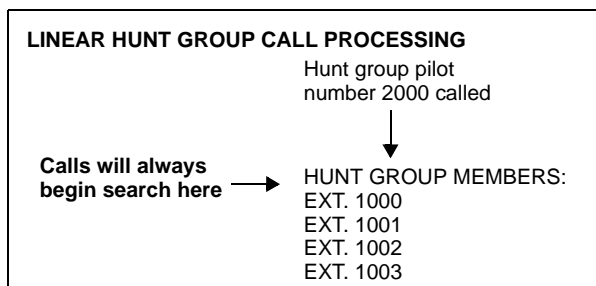 LINEAR HUNT GROUP CALL PROCESSING
Hunt group pilot
number 2000 called
Calls will always
begin search here
HUNT GROUP MEMBERS:
EXT. 1000
EXT. 1001
EXT. 1002
EXT. 1003